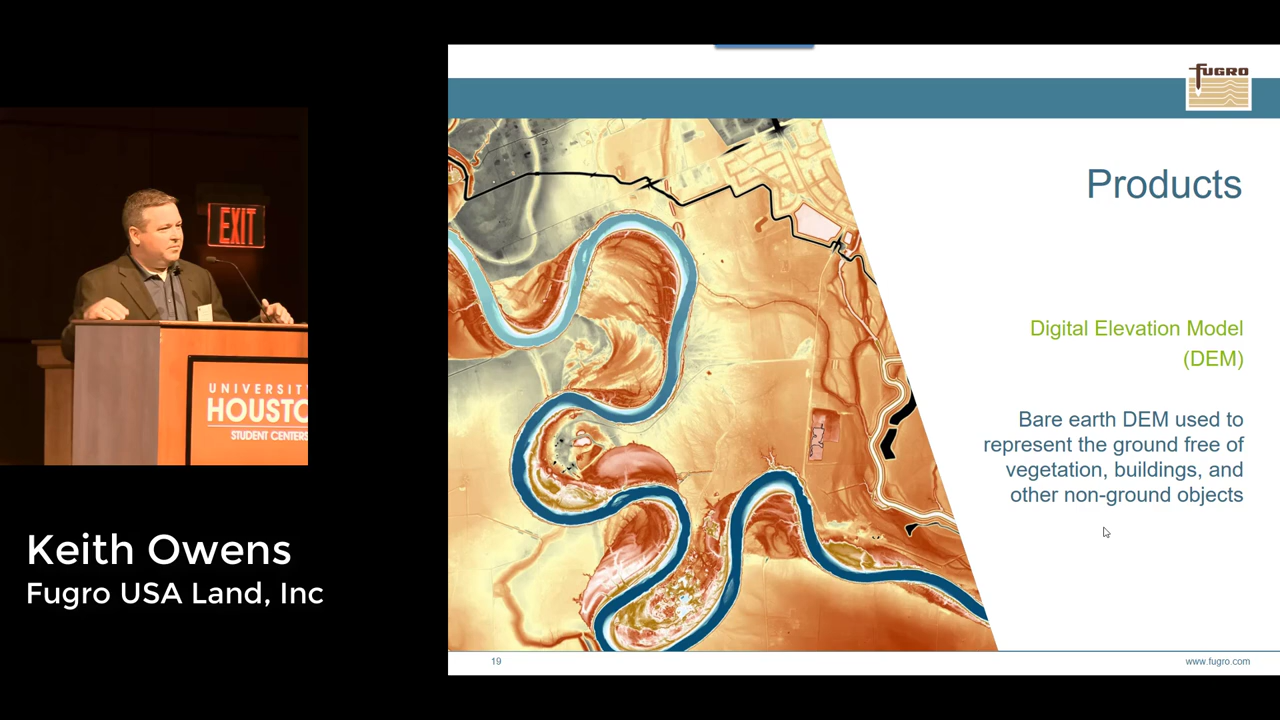 FUGRO
Products
Digital Elevation Model
(DEM)
Bare earth DEM used to
represent the ground free of
vegetation, buildings, and
other non-ground objects
19
www.fugro.com
EXIT
UNIVERSITY
HOUSTO
STUDENT CENTERS
Keith Owens
Fugro USA Land, Inc